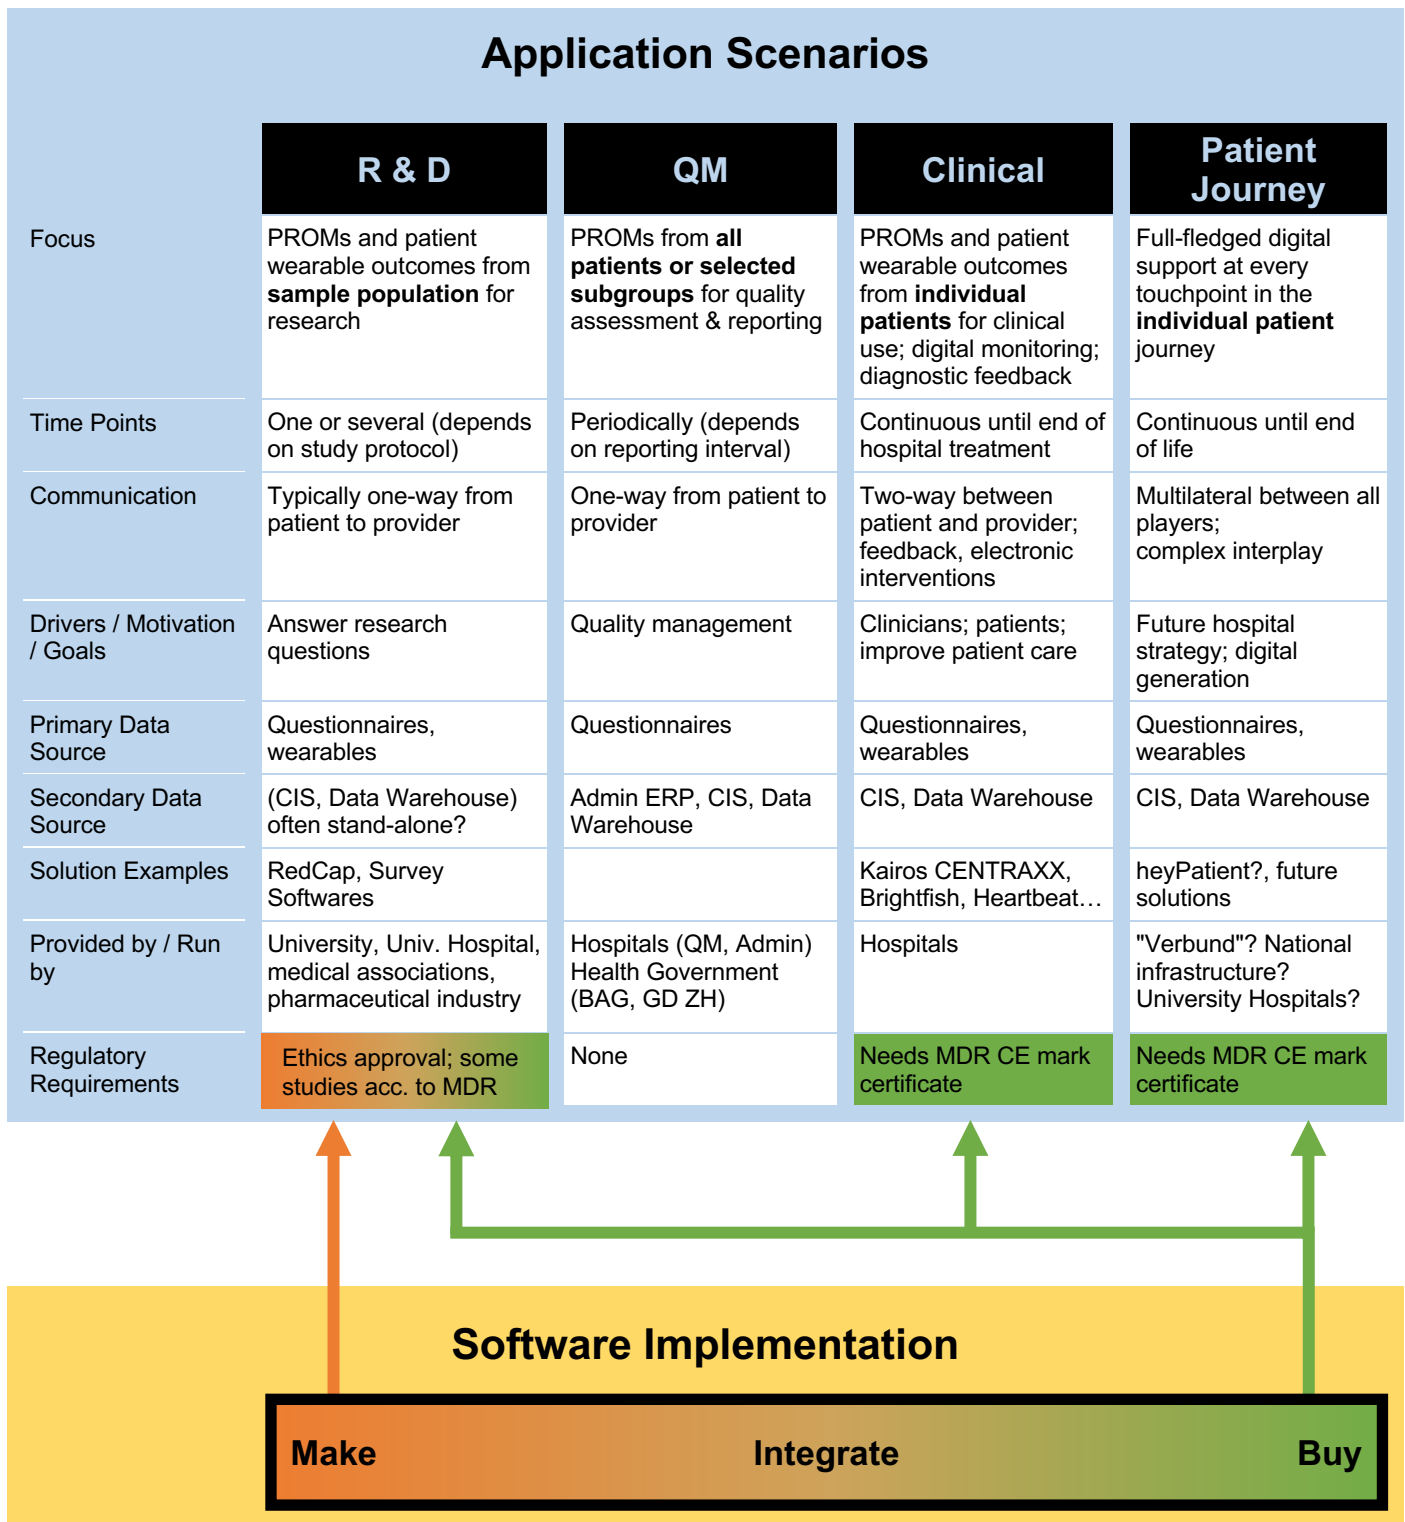 Application Scenarios
R & D
QM
Clinical
Patient
Journey
Focus
PROMs and patient
wearable outcomes from
sample population for
research
PROMs from all
patients or selected
subgroups for quality
assessment & reporting
PROMs and patient
wearable outcomes
from individual
patients for clinical
use; digital monitoring;
diagnostic feedback
Full-fledged digital
support at every
touchpoint in the
individual patient
journey
Time Points
One or several (depends
on study protocol)
Periodically (depends
on reporting interval)
Continuous until end of
hospital treatment
Continuous until end
of life
Communication
Typically one-way from
patient to provider
One-way from patient to
provider
Two-way between
patient and provider;
feedback, electronic
interventions
Multilateral between all
players;
complex interplay
Drivers / Motivation
/ Goals
Answer research
questions
Quality management
Clinicians; patients;
improve patient care
Future hospital
strategy; digital
generation
Primary Data
Source
Questionnaires,
wearables
Questionnaires
Questionnaires,
wearables
Questionnaires,
wearables
Secondary Data
Source
(CIS, Data Warehouse)
often stand-alone?
Admin ERP, CIS, Data
Warehouse
CIS, Data Warehouse
CIS, Data Warehouse
Solution Examples
RedCap, Survey
Softwares
Kairos CENTRAXX,
Brightfish, Heartbeat…
heyPatient?, future
solutions
Provided by / Run
by
University, Univ. Hospital,
medical associations,
pharmaceutical industry
Hospitals (QM, Admin)
Health Government
(BAG, GD ZH)
Hospitals
"Verbund"? National
infrastructure?
University Hospitals?
Regulatory
Requirements
Ethics approval; some
studies acc. to MDR
None
Needs MDR CE mark
certificate
Needs MDR CE mark
certificate
Software Implementation
Make
Integrate
Buy